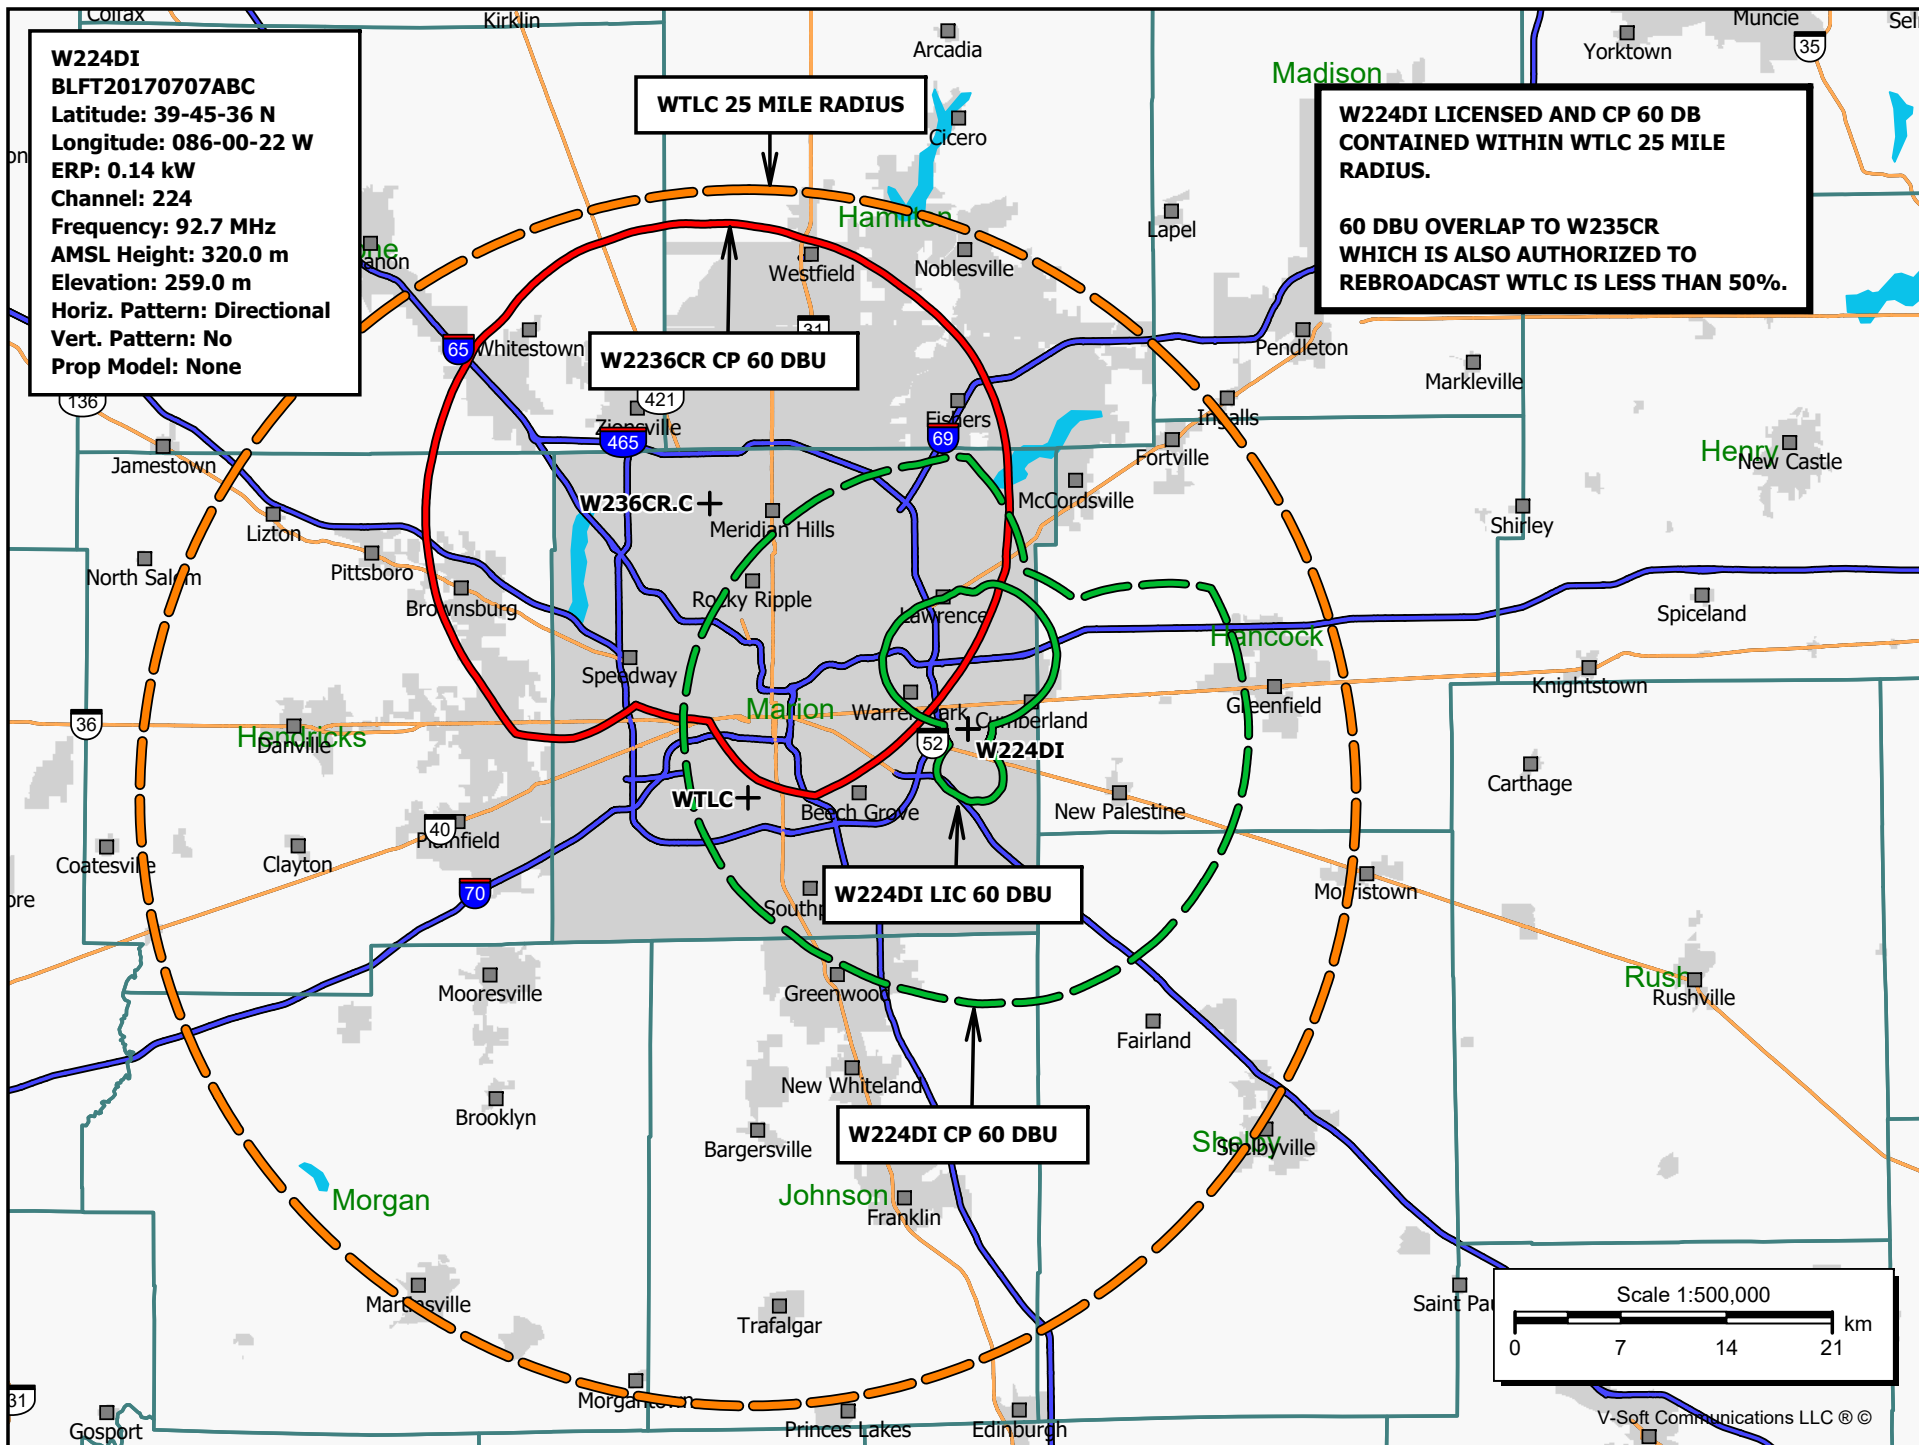 Colfax
Kirklin
Arcadia
Muncie
Yorktown
35
Madison
W224DI
BLFT20170707ABC
Latitude: 39-45-36 N
Longitude: 086-00-22 W
ERP: 0.14 kW
Channel: 224
Frequency: 92.7 MHz
AMSL Height: 320.0 m
Elevation: 259.0 m
Horiz. Pattern: Directional
Vert. Pattern: No
Prop Model: None
WTLC 25 MILE RADIUS
Cicero
W224DI LICENSED AND CP 60 DB
CONTAINED WITHIN WTLC 25 MILE
RADIUS.
60 DBU OVERLAP TO W235CR
WHICH IS ALSO AUTHORIZED TO
REBROADCAST WTLC IS LESS THAN 50%.
Hamilton
Lapel
Westfield
Noblesville
31
65
Whitestown
W2236CR CP 60 DBU
Pendleton
Markleville
136
421
Zionsville
Fishers
Ingalls
465
69
Jamestown
Fortville
Henry
New Castle
W236CR.C
Meridian Hills
McCordsville
Lizton
Shirley
North Salem
Pittsboro
Brownsburg
Rocky Ripple
Lawrence
Spiceland
Hancock
Speedway
Knightstown
Marion
Warren Park
Cumberland
Greenfield
36
Hendricks
Danville
52
W224DI
Carthage
WTLC
Beech Grove
New Palestine
40
Plainfield
Coatesville
Clayton
70
W224DI LIC 60 DBU
Morristown
Mooresville
Greenwood
Rush
Rushville
Fairland
New Whiteland
Brooklyn
W224DI CP 60 DBU
Bargersville
Shelby
Shelbyville
Morgan
Johnson
Franklin
Martinsville
Trafalgar
Scale 1:500,000
km
0 7 14 21
31
Morgantown
Gosport
Princes Lakes
Edinburgh
V-Soft Communications LLC ® ©